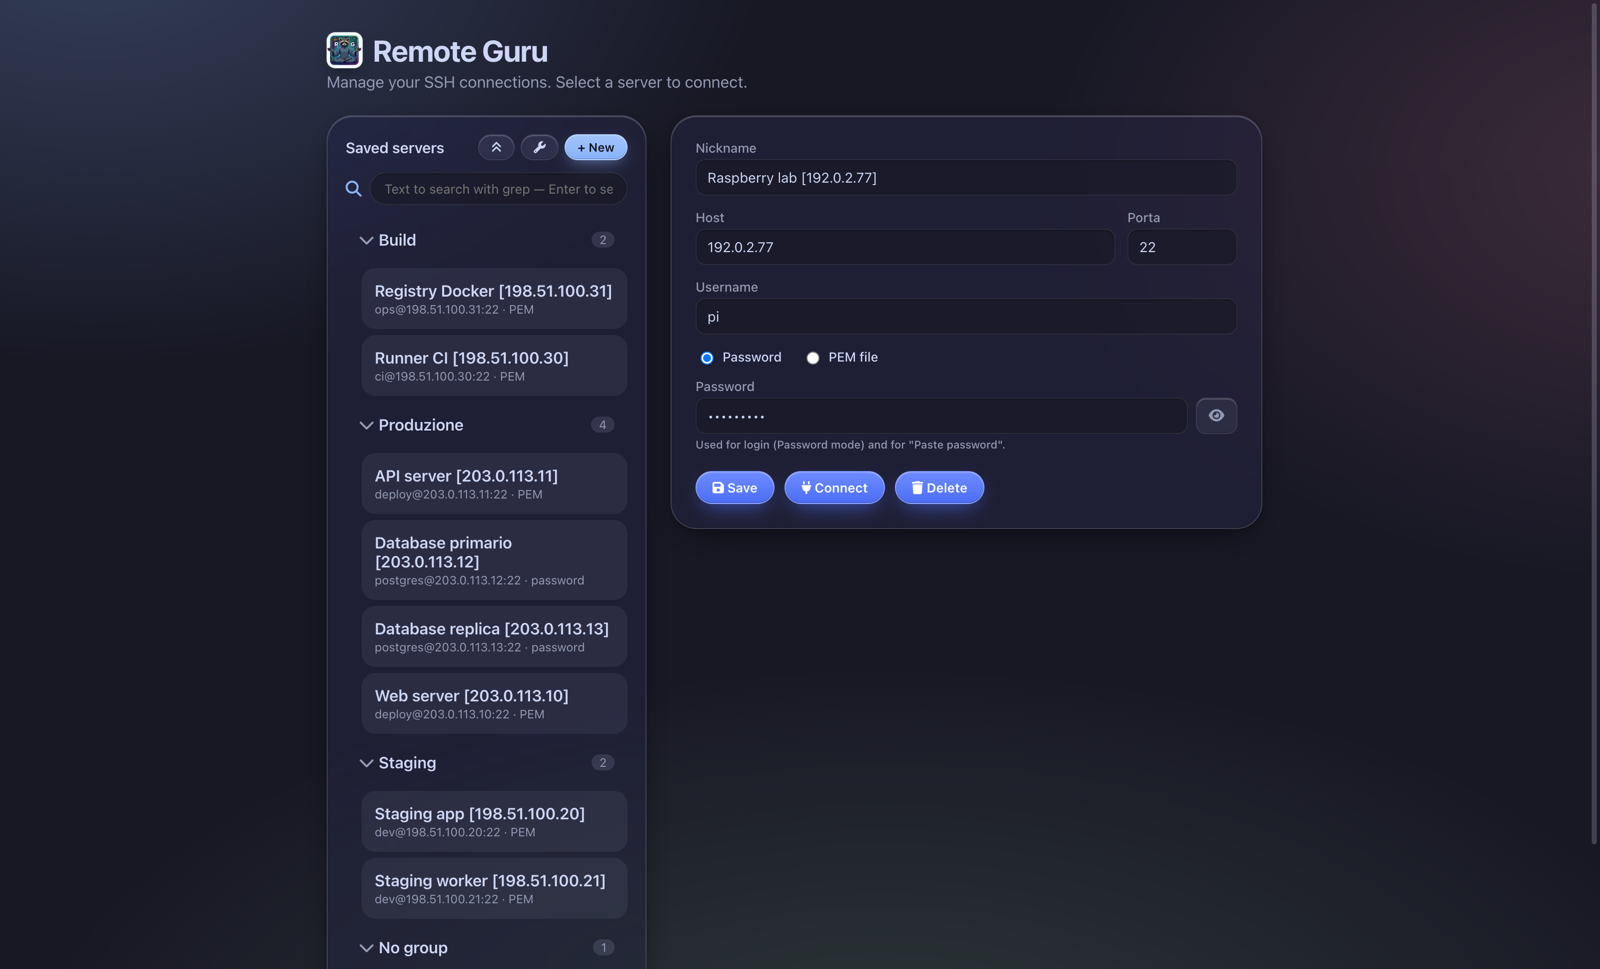 Remote Guru
Manage your SSH connections. Select a server to connect.
Saved servers
+ New
Text to search with grep — Enter to se
Build
2
Registry Docker [198.51.100.31]
ops@198.51.100.31:22 · PEM
Runner CI [198.51.100.30]
ci@198.51.100.30:22 · PEM
Produzione
4
API server [203.0.113.11]
deploy@203.0.113.11:22 · PEM
Database primario
[203.0.113.12]
postgres@203.0.113.12:22 · password
Database replica [203.0.113.13]
postgres@203.0.113.13:22 · password
Web server [203.0.113.10]
deploy@203.0.113.10:22 · PEM
Staging
2
Staging app [198.51.100.20]
dev@198.51.100.20:22 · PEM
Staging worker [198.51.100.21]
dev@198.51.100.21:22 · PEM
No group
1
Nickname
Raspberry lab [192.0.2.77]
Host
Porta
192.0.2.77
22
Username
pi
Password
PEM file
Password
•••••••••
Used for login (Password mode) and for "Paste password".
Save
Connect
Delete